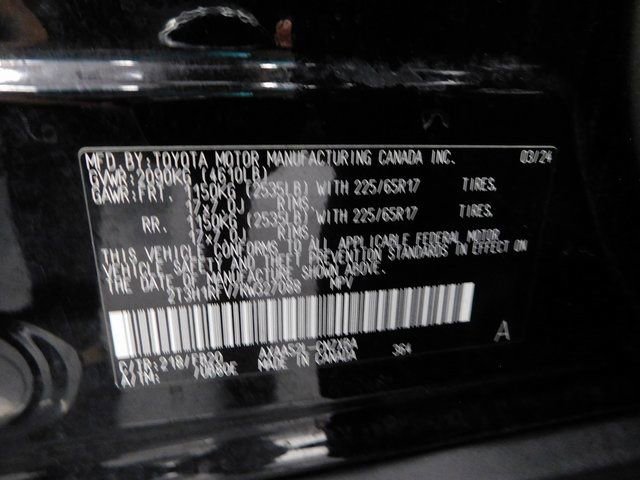 MFD.BY:TOYOTA MOTOR MANUFACTURING CANADA INC. 03/24
GVWR:2090KG (4610LB)
GAWR:FRT. 1150KG (2535LB) WITH 225/65R17 TIRES,
17x7.0J RIMS,
RR. 1150KG (2535LB) WITH 225/65R17 TIRES,
17x7.0J RIMS,
THIS VEHICLE CONFORMS TO ALL APPLICABLE FEDERAL MOTOR
VEHICLE SAFETY AND THEFT PREVENTION STANDARDS IN EFFECT ON
THE DATE OF MANUFACTURE SHOWN ABOVE.
MPV
A
C/TR:218/EB20 364
A/TM: MADE IN CANADA